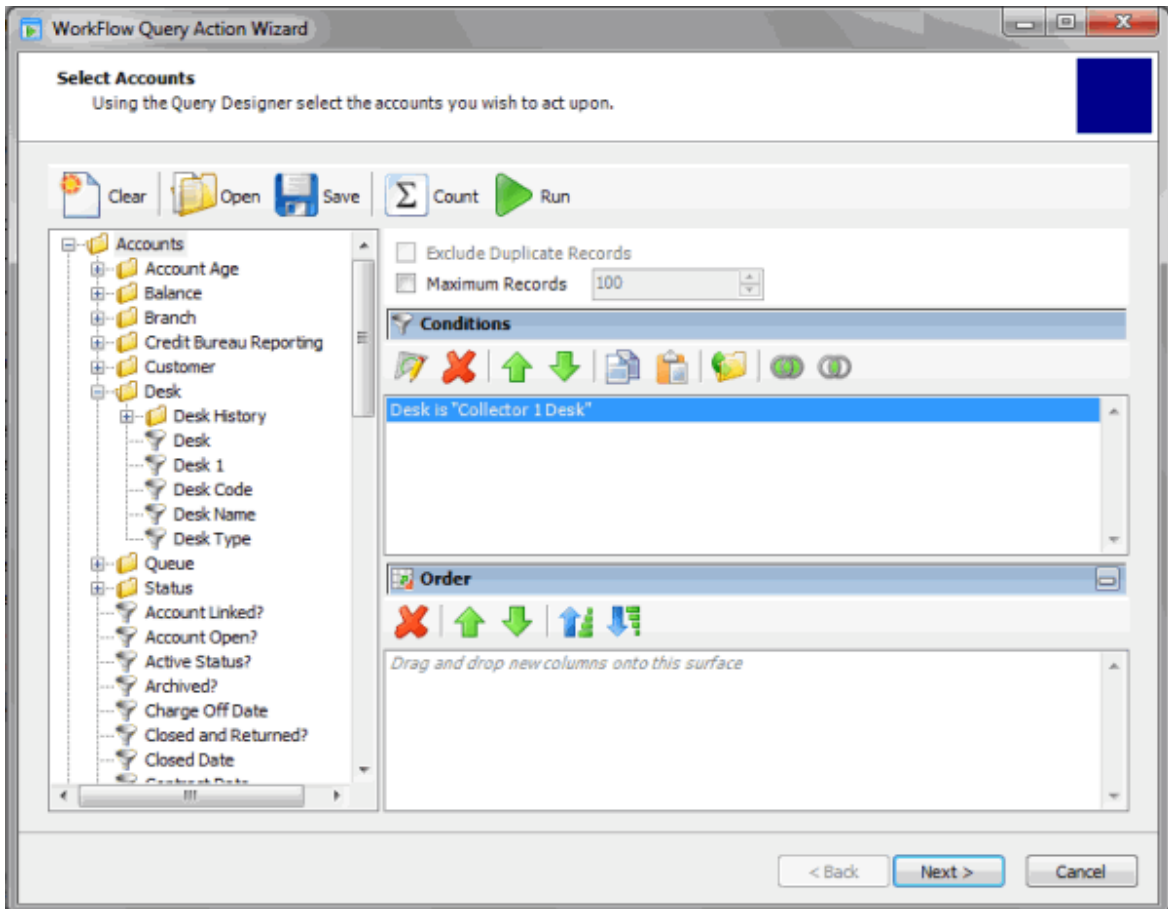 WorkFlow Query Action Wizard
Select Accounts
Using the Query Designer select the accounts you wish to act upon.
Clear Open Save Count Run
Accounts
Account Age
Balance
Branch
Credit Bureau Reporting
Customer
Desk
Desk History
Desk
Desk 1
Desk Code
Desk Name
Desk Type
Queue
Status
Account Linked?
Account Open?
Active Status?
Archived?
Charge Off Date
Closed and Returned?
Closed Date
Exclude Duplicate Records
Maximum Records 100
Conditions
Desk is "Collector 1 Desk"
Order
Drag and drop new columns onto this surface
< Back Next > Cancel